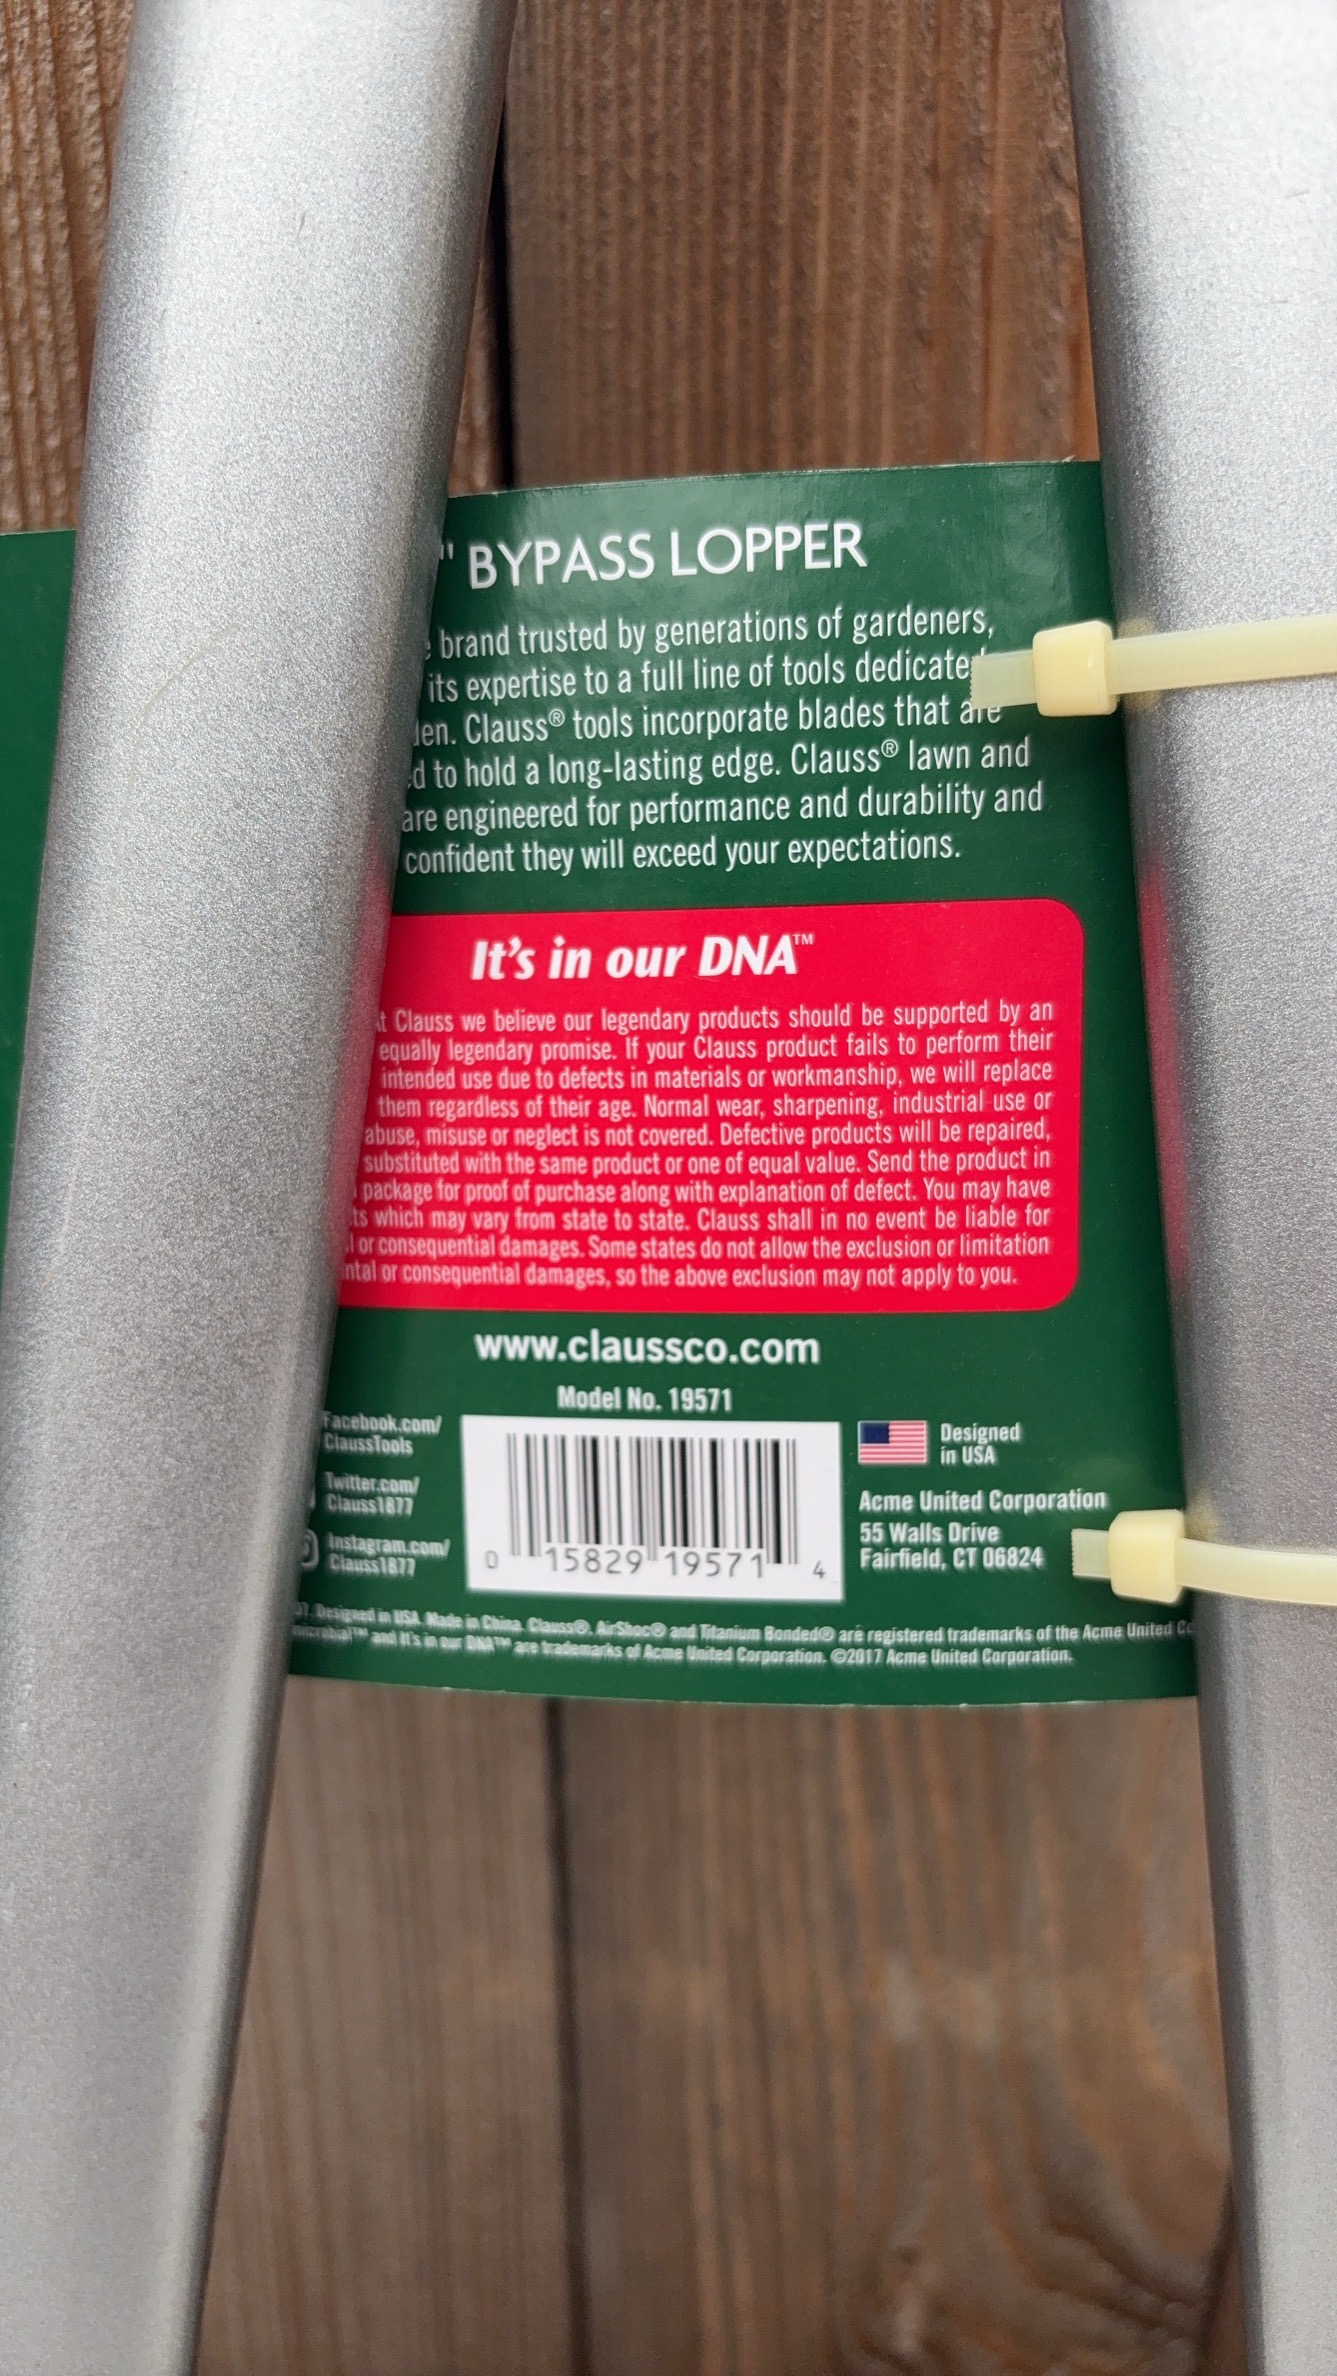 " BYPASS LOPPER
brand trusted by generations of gardeners,
its expertise to a full line of tools
Clauss® tools incorporate blades that are
to hold a long-lasting edge. Clauss® lawn and
are engineered for performance and durability and
confident they will exceed your expectations.
It's in our DNA™
Clauss we believe our legendary products should be supported by an
equally legendary promise. If your Clauss product fails to perform their
intended use due to defects in materials or workmanship, we will replace
them regardless of their age. Normal wear, sharpening, industrial use or
abuse, misuse or neglect is not covered. Defective products will be repaired,
substituted with the same product or one of equal value. Send the product in
package for proof of purchase along with explanation of defect. You may have
which may vary from state to state. Clauss shall in no event be liable for
or consequential damages. Some states do not allow the exclusion or limitation
or consequential damages, so the above exclusion may not apply to you.
www.claussco.com
Model No. 19571
Facebook.com/
ClaussTools
Twitter.com/
Clauss1877
Instagram.com/
Clauss1877
0 15829 19571 4
Designed
in USA
Acme United Corporation
55 Walls Drive
Fairfield, CT 06824
Designed in USA. Made in China. Clauss®, AirShoc® and Titanium Bonded® are registered trademarks of the Acme United
and It's in our DNA™ are trademarks of Acme United Corporation. ©2017 Acme United Corporation.